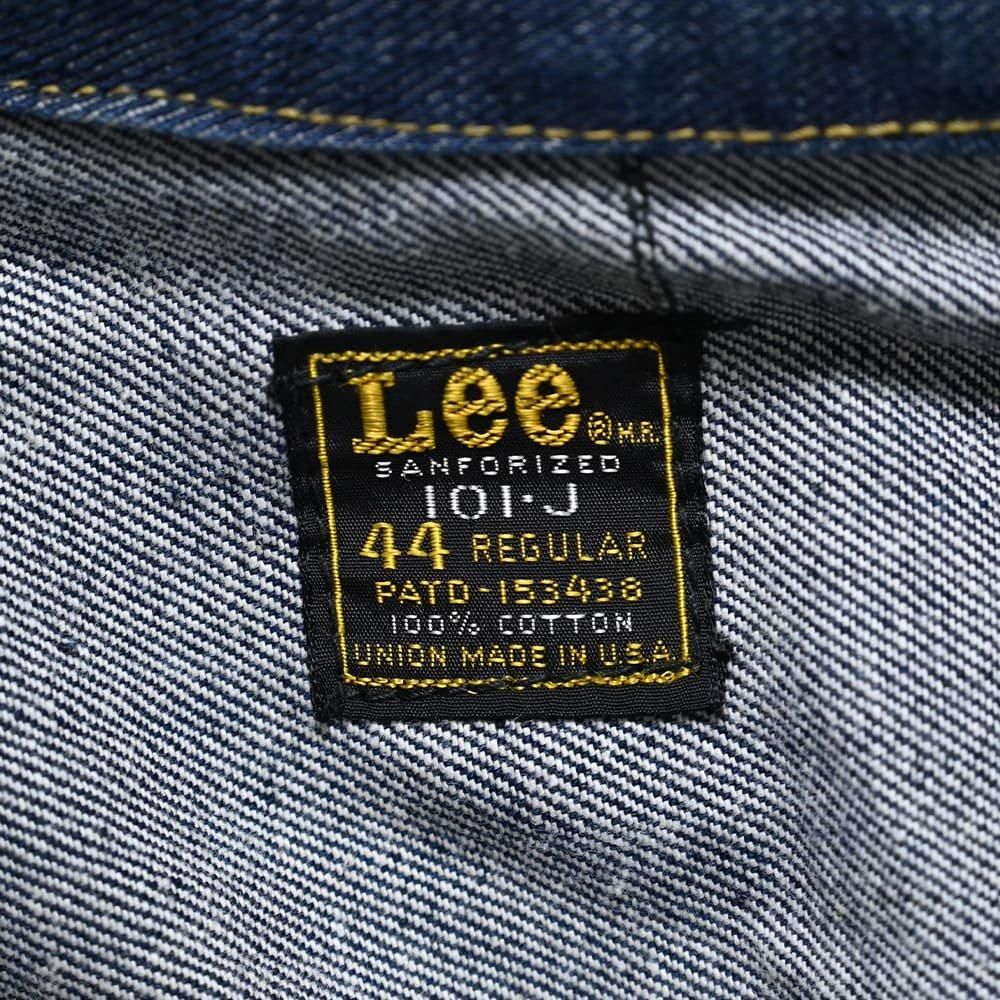 Lee ® M.R.
SANFORIZED
101·J
44 REGULAR
PATD-153438
100% COTTON
UNION MADE IN U.S.A.